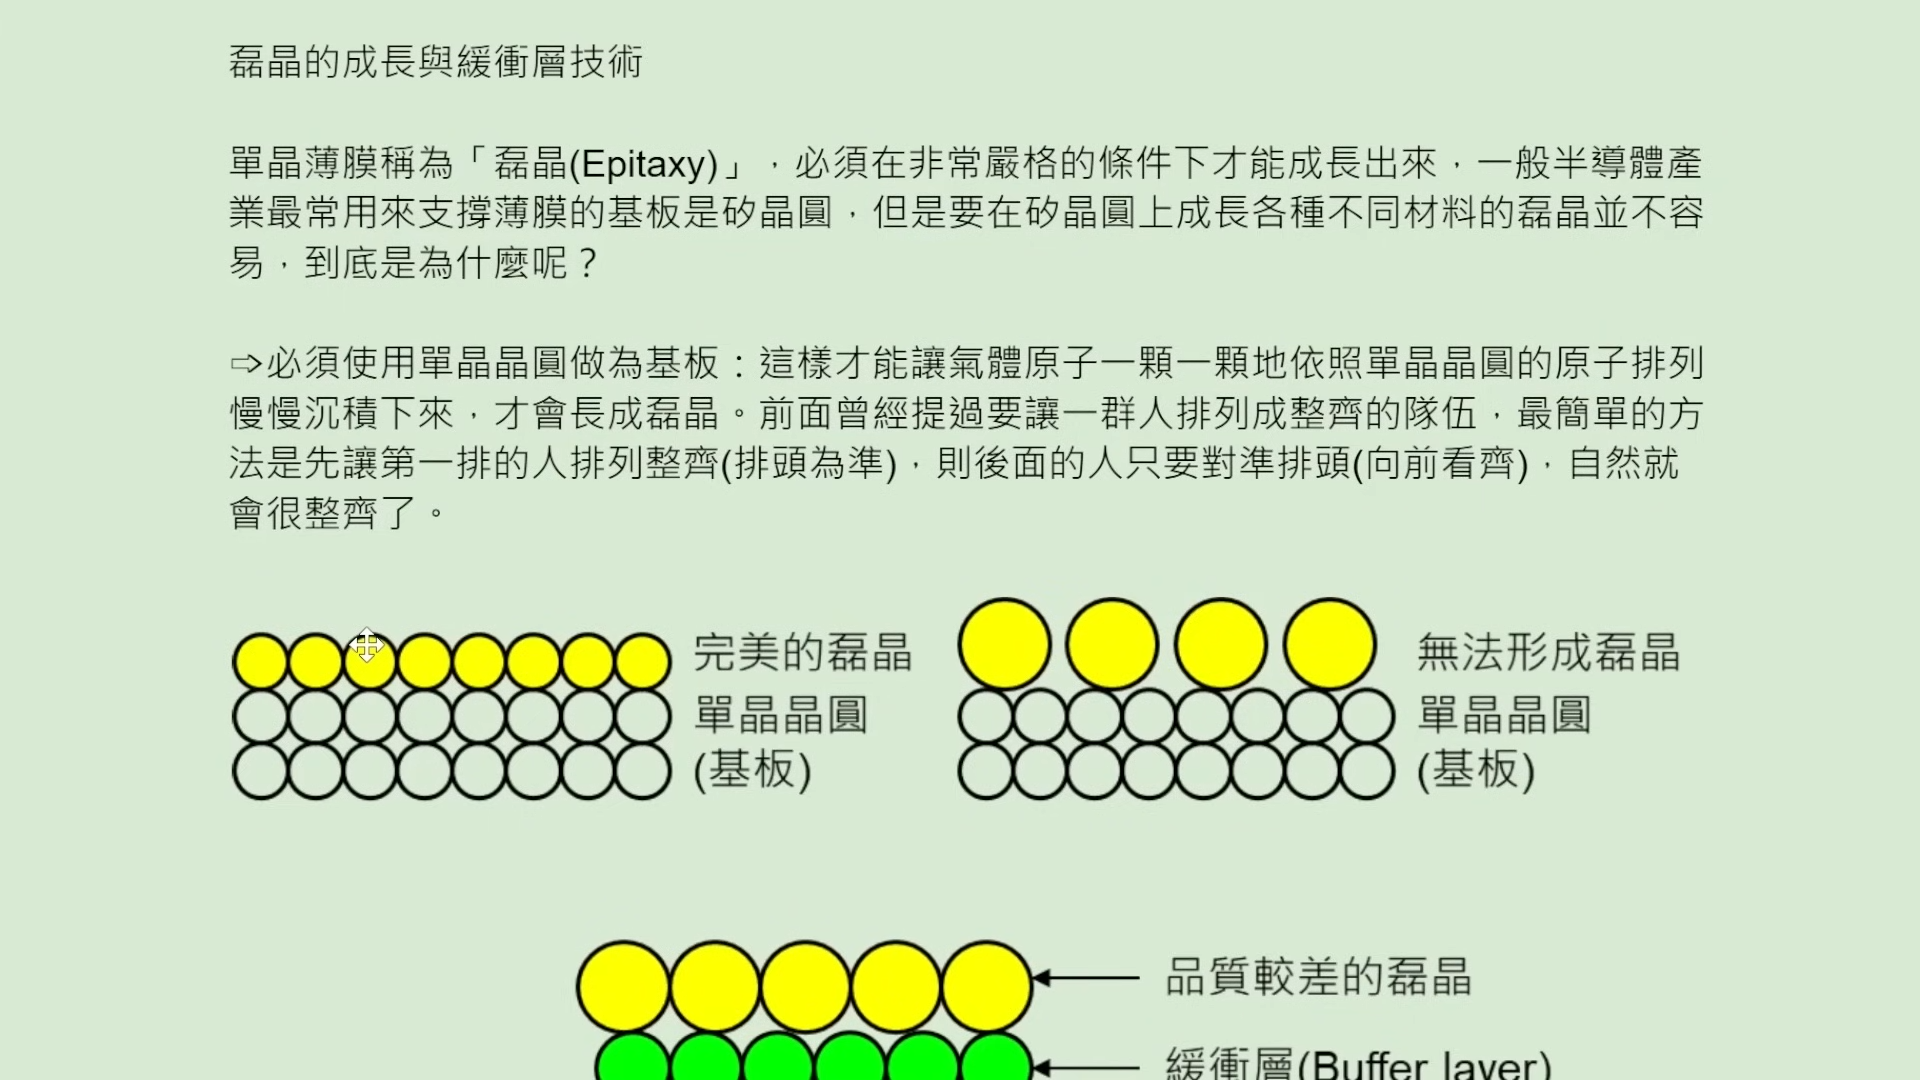 磊晶的成長與緩衝層技術
單晶薄膜稱為「磊晶(Epitaxy)」，必須在非常嚴格的條件下才能成長出來，一般半導體產
業最常用來支撐薄膜的基板是矽晶圓，但是要在矽晶圓上成長各種不同材料的磊晶並不容
易，到底是為什麼呢？
⇨必須使用單晶晶圓做為基板：這樣才能讓氣體原子一顆一顆地依照單晶晶圓的原子排列
慢慢沉積下來，才會長成磊晶。前面曾經提過要讓一群人排列成整齊的隊伍，最簡單的方
法是先讓第一排的人排列整齊(排頭為準)，則後面的人只要對準排頭(向前看齊)，自然就
會很整齊了。
完美的磊晶
單晶晶圓
(基板)
無法形成磊晶
單晶晶圓
(基板)
品質較差的磊晶
緩衝層(Buffer layer)